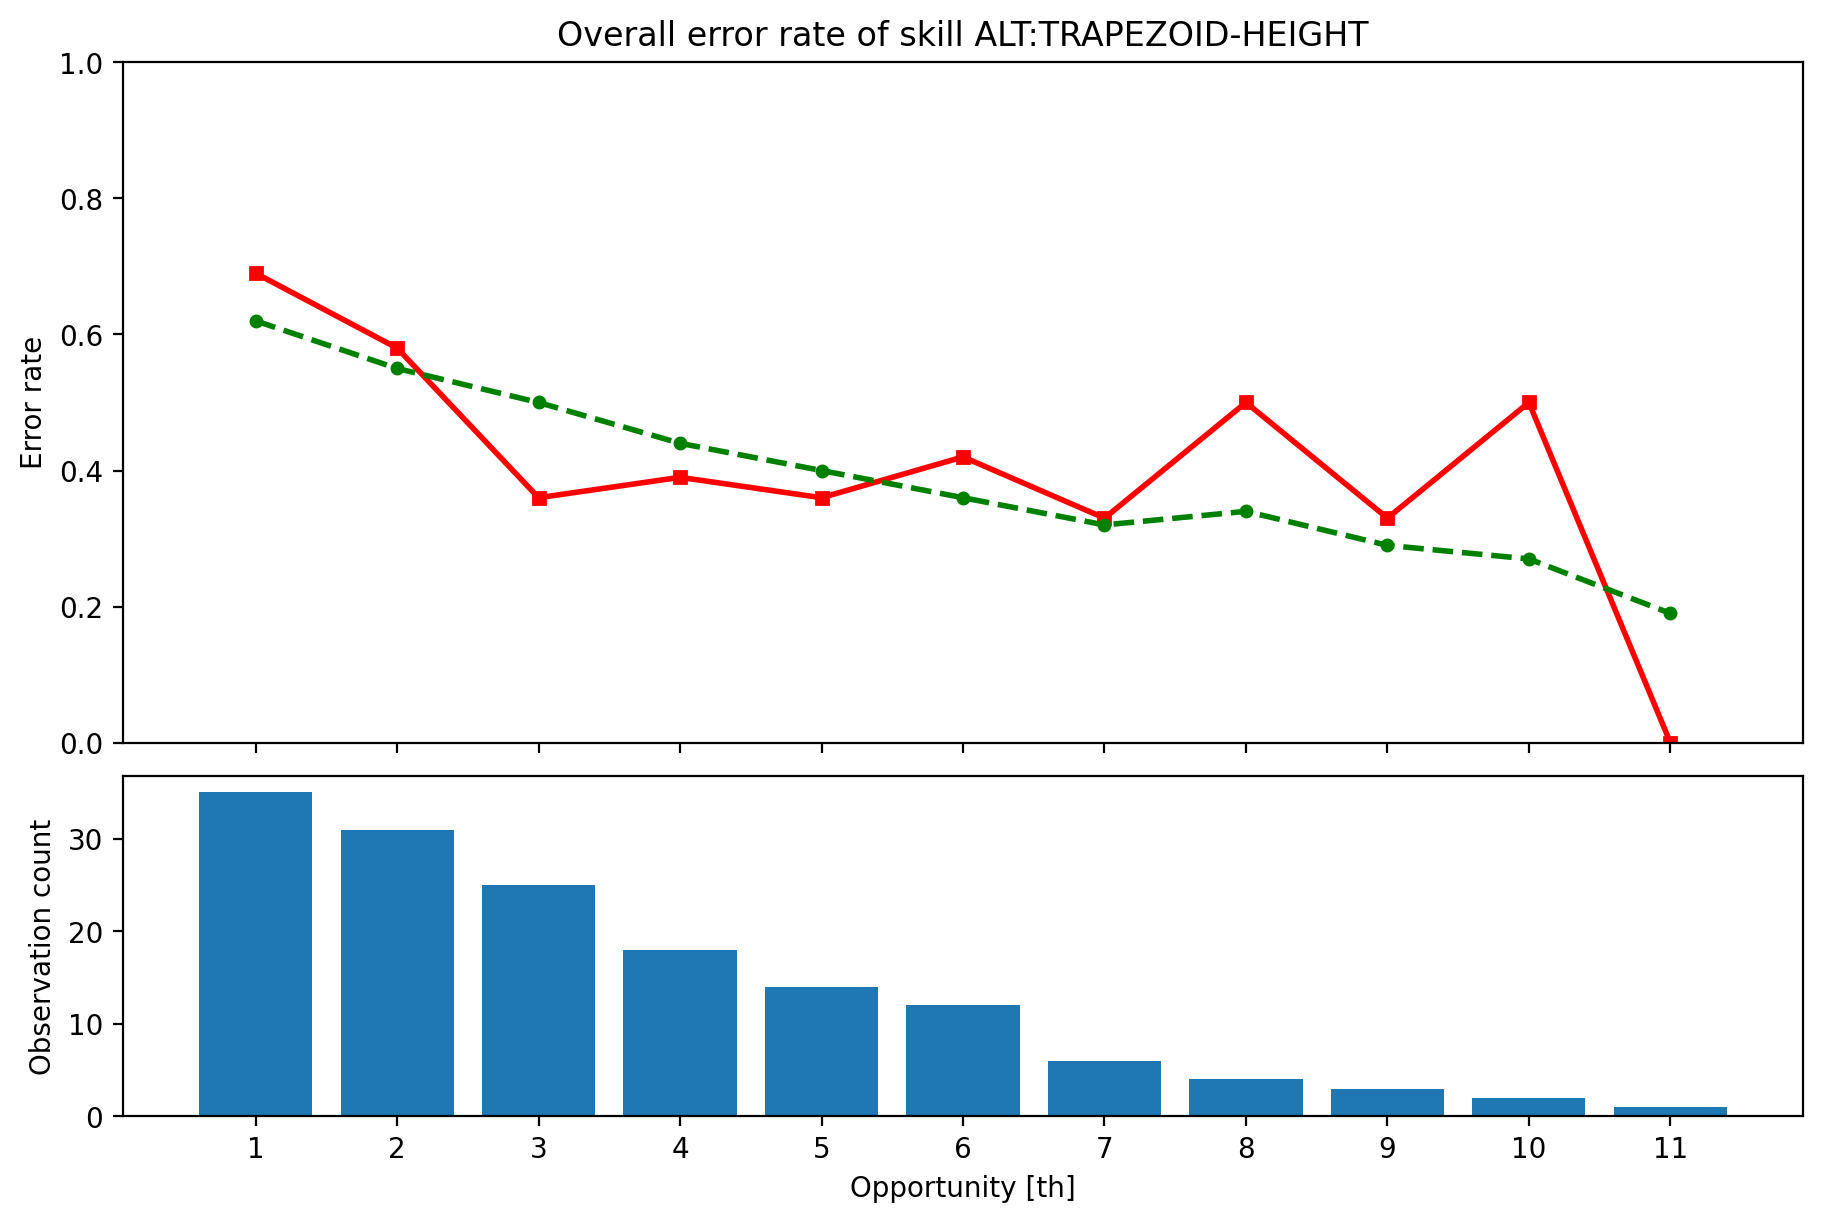 Overall error rate of skill ALT:TRAPEZOID-HEIGHT
1.0
0.8
0.6
0.4
0.2
0.0
Error rate
30
20
10
0
Observation count
1 2 3 4 5 6 7 8 9 10 11
Opportunity [th]